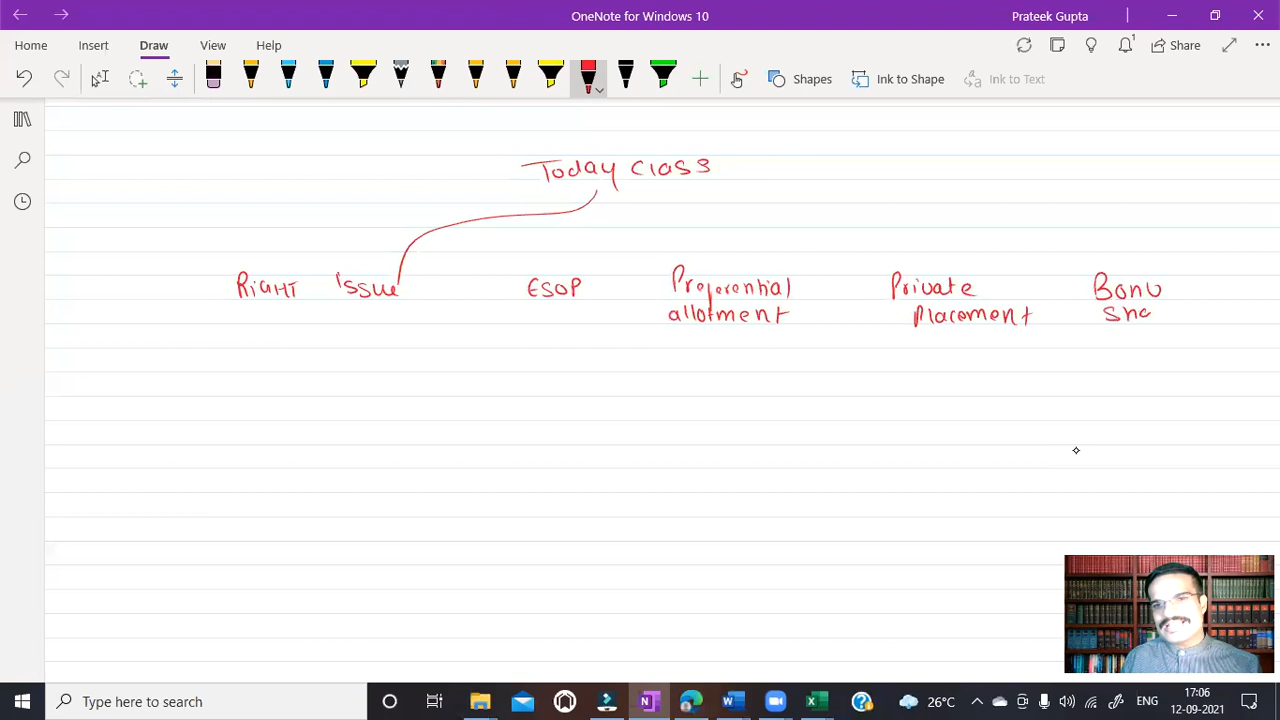 OneNote for Windows 10
Prateek Gupta
Home Insert Draw View Help
Share
Shapes Ink to Shape Ink to Text
Today Class
Right Issue ESOP Preferential Private Bonu
allotment Placement Sha
Type here to search
26°C ENG 17:06
12-09-2021